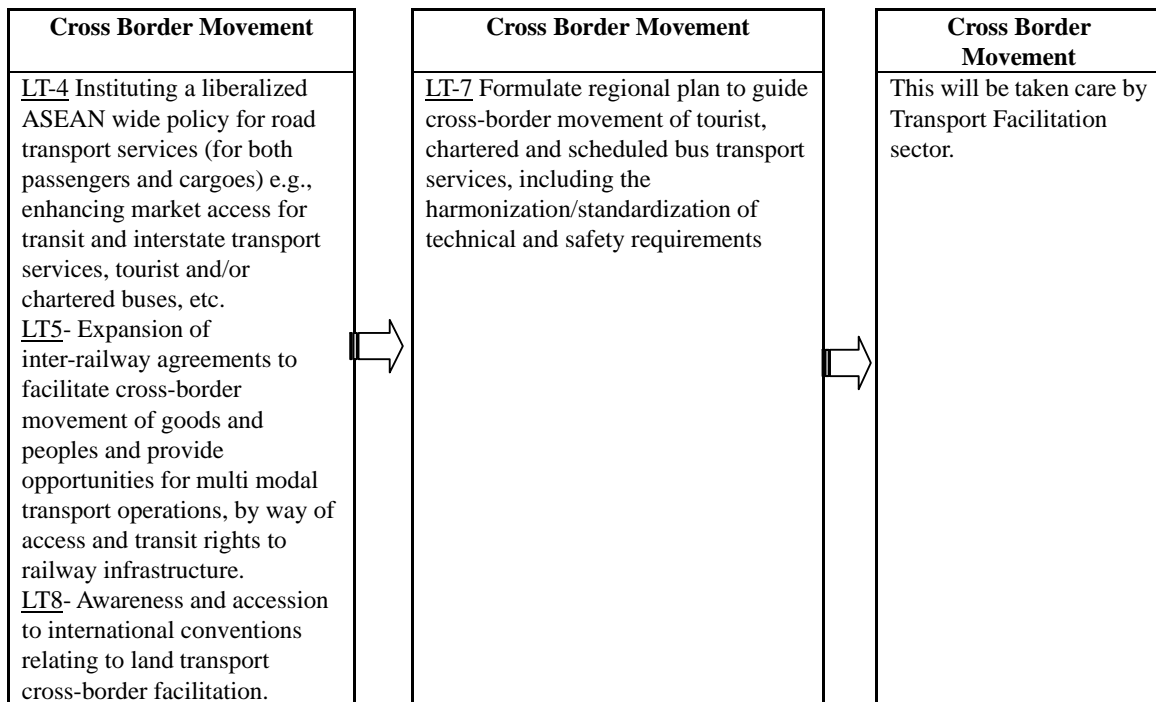 Cross Border Movement
LT-4 Instituting a liberalized
ASEAN wide policy for road
transport services (for both
passengers and cargoes) e.g.,
enhancing market access for
transit and interstate transport
services, tourist and/or
chartered buses, etc.
LT5- Expansion of
inter-railway agreements to
facilitate cross-border
movement of goods and
peoples and provide
opportunities for multi modal
transport operations, by way of
access and transit rights to
railway infrastructure.
LT8- Awareness and accession
to international conventions
relating to land transport
cross-border facilitation.
Cross Border Movement
LT-7 Formulate regional plan to guide
cross-border movement of tourist,
chartered and scheduled bus transport
services, including the
harmonization/standardization of
technical and safety requirements
Cross Border
Movement
This will be taken care by
Transport Facilitation
sector.